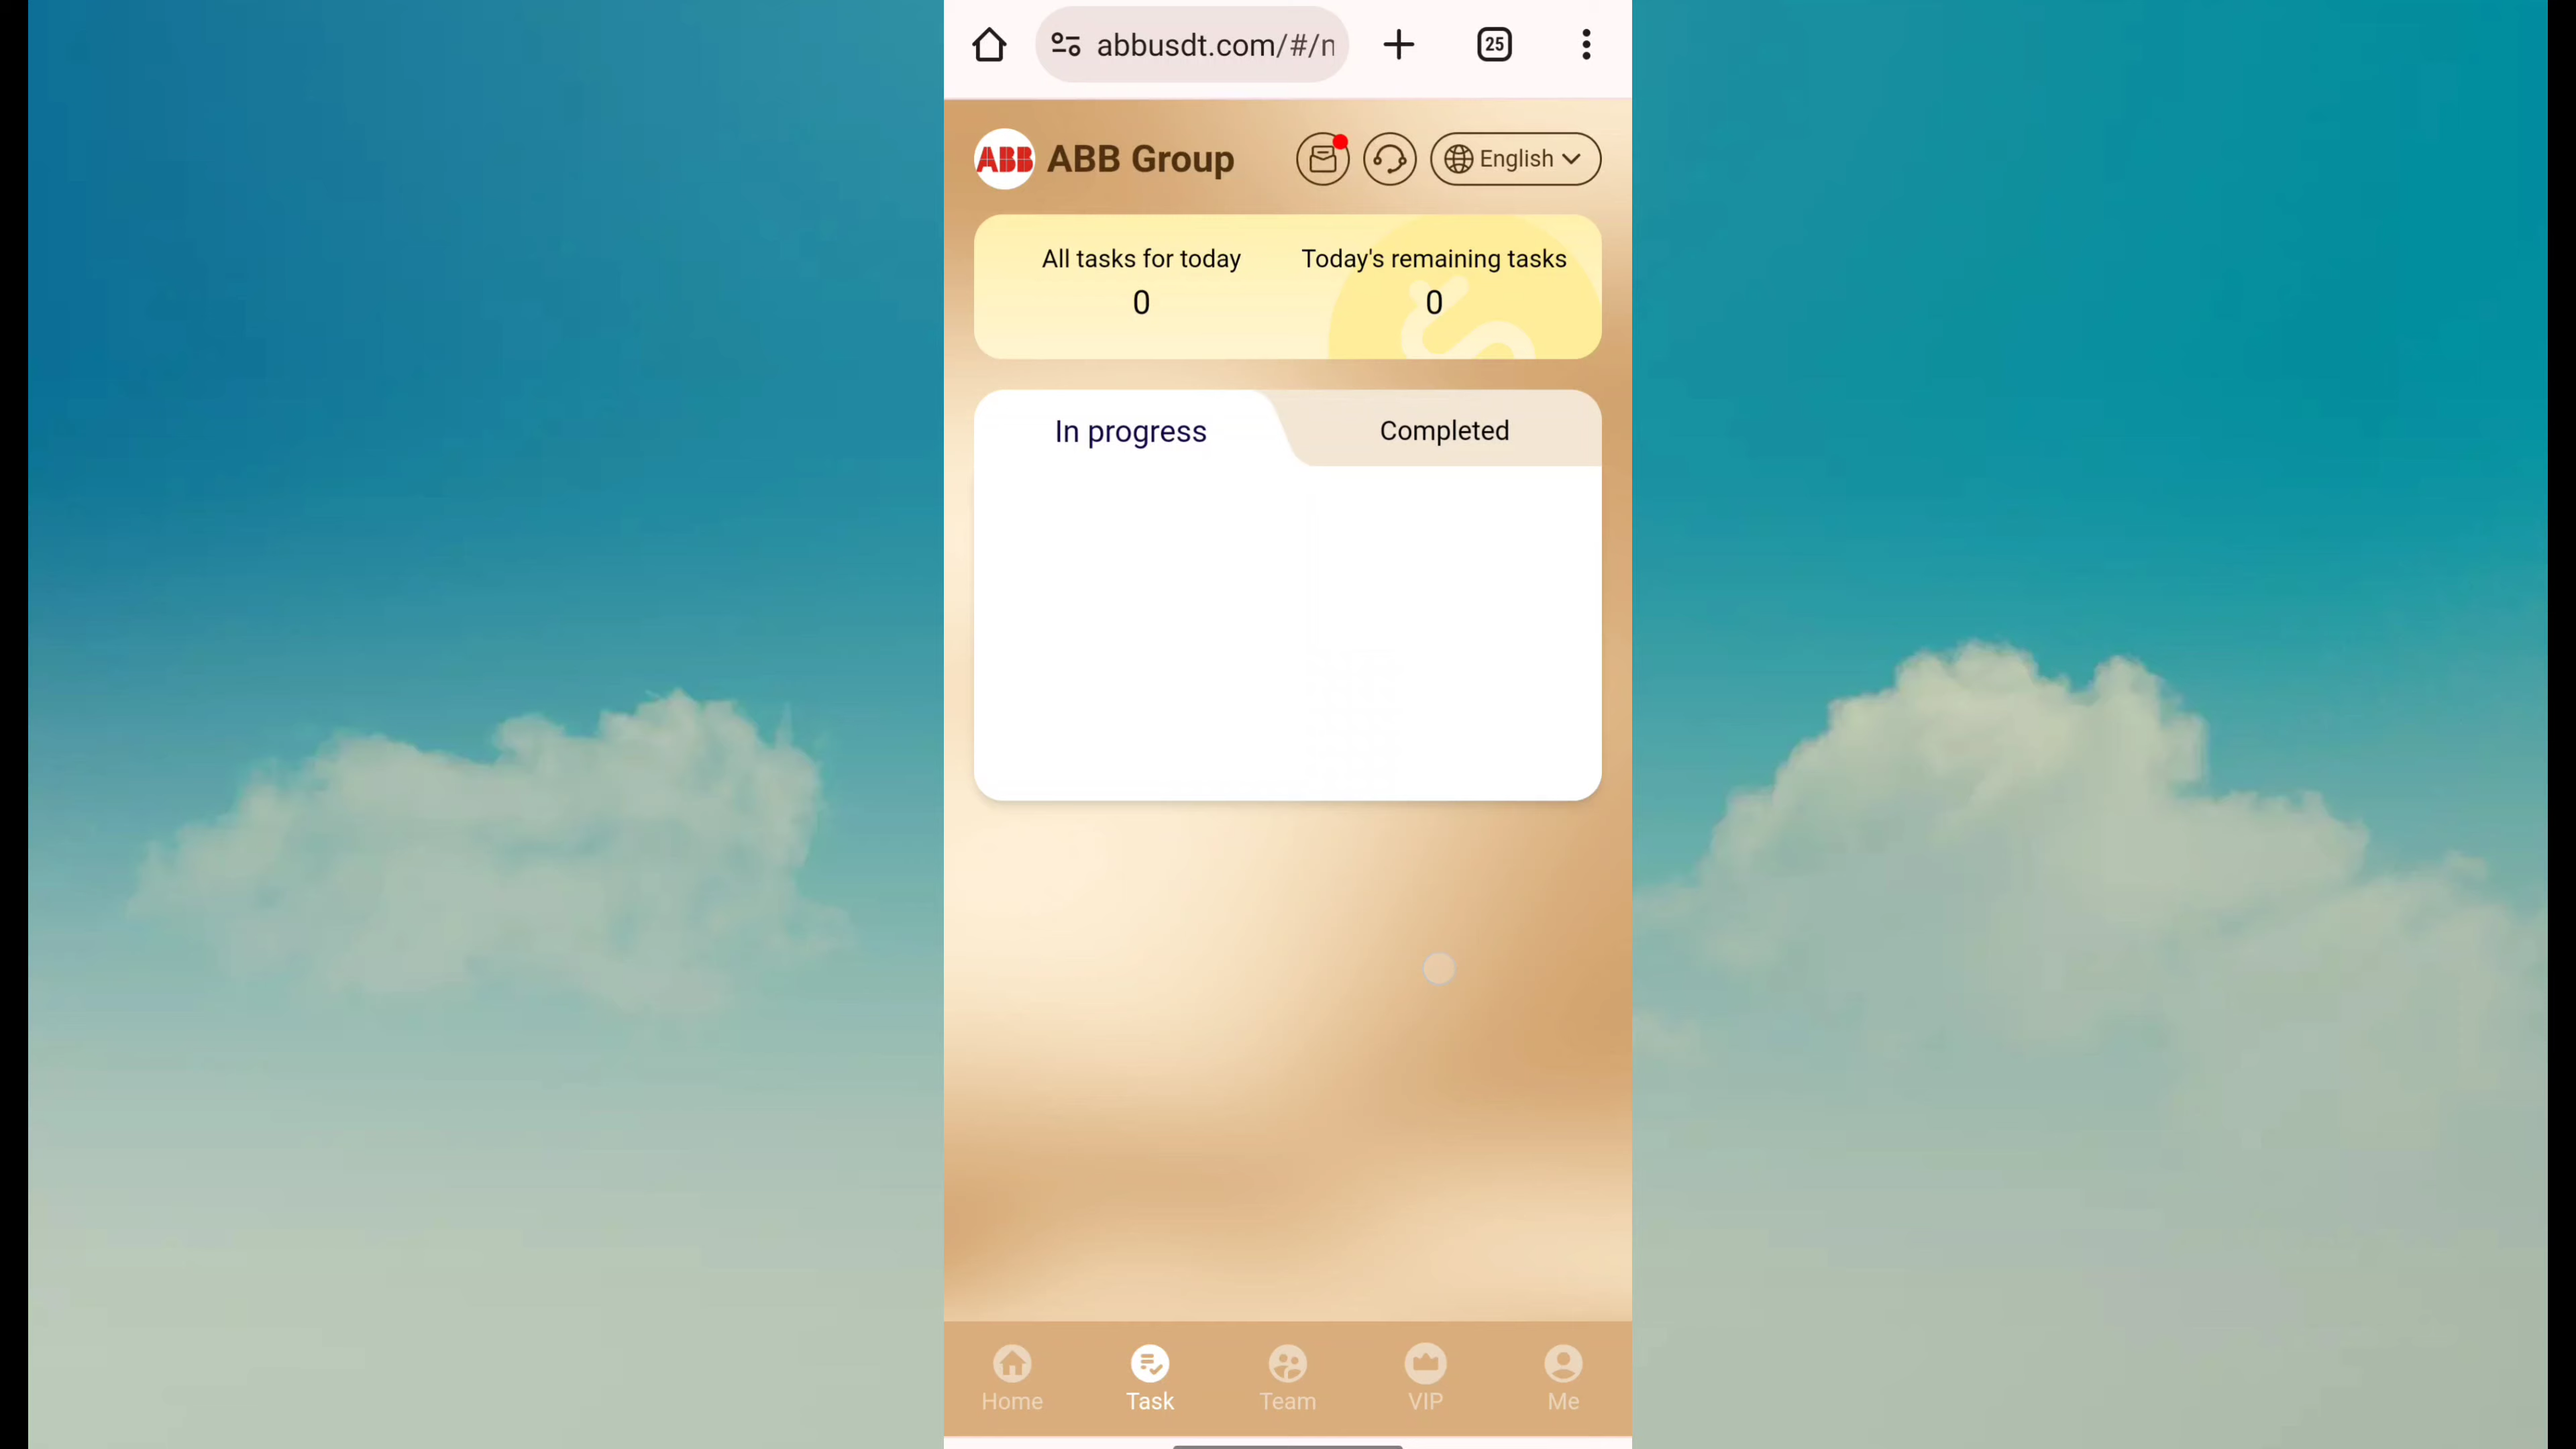 abbusdt.com/#/n
25
ABB
ABB Group
English
All tasks for today
Today's remaining tasks
0
0
In progress
Completed
Home
Task
Team
VIP
Me